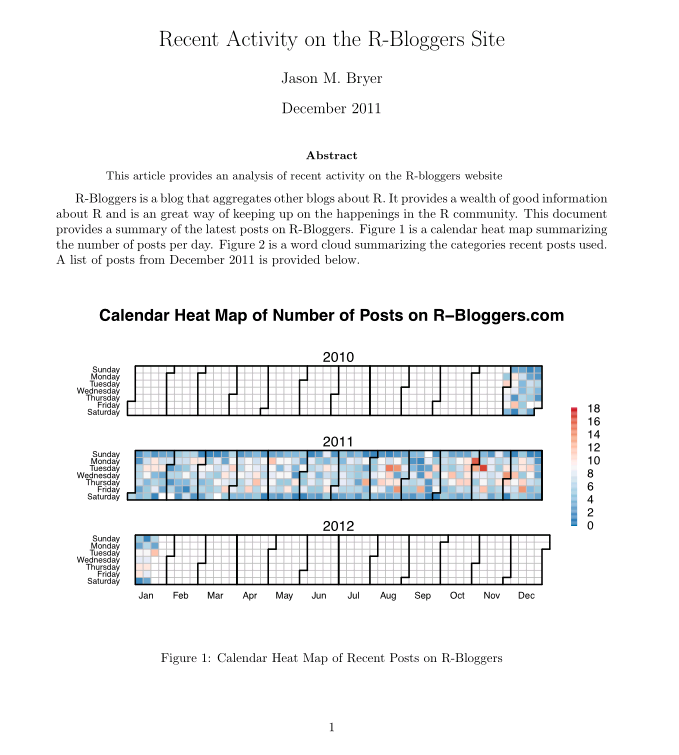 Recent Activity on the R-Bloggers Site
Jason M. Bryer
December 2011
Abstract
This article provides an analysis of recent activity on the R-bloggers website
R-Bloggers is a blog that aggregates other blogs about R. It provides a wealth of good information
about R and is an great way of keeping up on the happenings in the R community. This document
provides a summary of the latest posts on R-Bloggers. Figure 1 is a calendar heat map summarizing
the number of posts per day. Figure 2 is a word cloud summarizing the categories recent posts used.
A list of posts from December 2011 is provided below.
Calendar Heat Map of Number of Posts on R−Bloggers.com
2010
Sunday
Monday
Tuesday
Wednesday
Thursday
Friday
Saturday
2011
Sunday
Monday
Tuesday
Wednesday
Thursday
Friday
Saturday
2012
Sunday
Monday
Tuesday
Wednesday
Thursday
Friday
Saturday
Jan Feb Mar Apr May Jun Jul Aug Sep Oct Nov Dec
18
16
14
12
10
8
6
4
2
0
Figure 1: Calendar Heat Map of Recent Posts on R-Bloggers
1